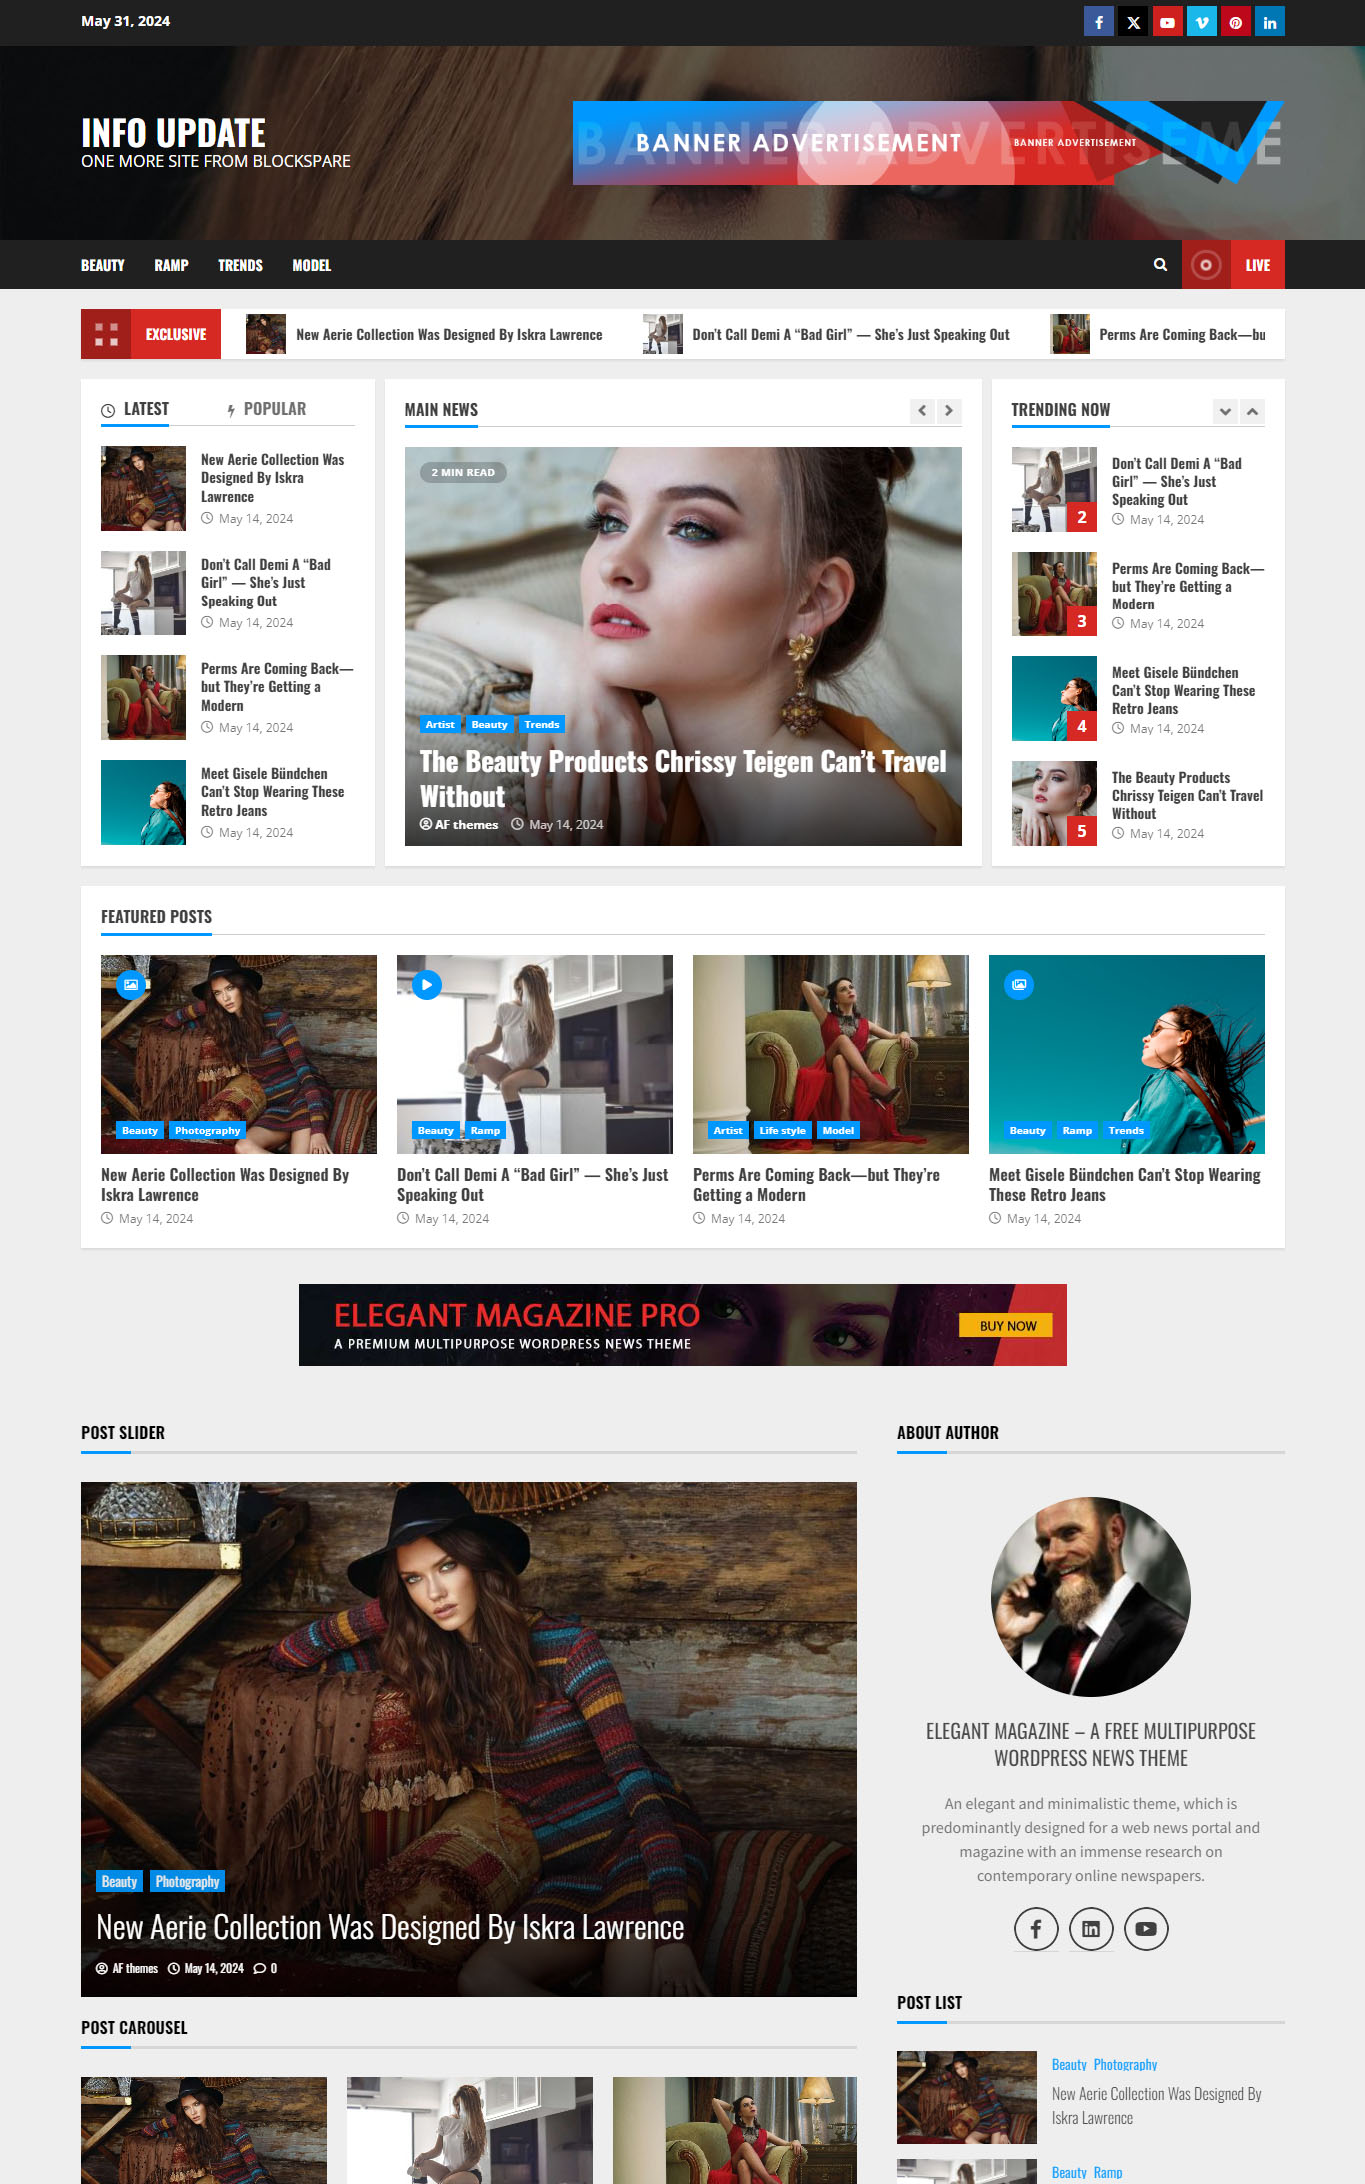 May 31, 2024
INFO UPDATE
ONE MORE SITE FROM BLOCKSPARE
BANNER ADVERTISEME
BANNER ADVERTISEMENT
BANNER ADVERTISEMENT
BEAUTY RAMP TRENDS MODEL
LIVE
EXCLUSIVE
New Aerie Collection Was Designed By Iskra Lawrence
Don't Call Demi A “Bad Girl” — She's Just Speaking Out
Perms Are Coming Back—bu
LATEST
POPULAR
New Aerie Collection Was
Designed By Iskra
Lawrence
May 14, 2024
Don't Call Demi A “Bad
Girl” — She's Just
Speaking Out
May 14, 2024
Perms Are Coming Back—
but They're Getting a
Modern
May 14, 2024
Meet Gisele Bündchen
Can't Stop Wearing These
Retro Jeans
May 14, 2024
MAIN NEWS
2 MIN READ
Artist Beauty Trends
The Beauty Products Chrissy Teigen Can't Travel
Without
AF themes May 14, 2024
TRENDING NOW
Don't Call Demi A “Bad
Girl” — She's Just
Speaking Out
May 14, 2024
2
Perms Are Coming Back—
but They're Getting a
Modern
May 14, 2024
3
Meet Gisele Bündchen
Can't Stop Wearing These
Retro Jeans
May 14, 2024
4
The Beauty Products
Chrissy Teigen Can't Travel
Without
May 14, 2024
5
FEATURED POSTS
Beauty Photography
New Aerie Collection Was Designed By
Iskra Lawrence
May 14, 2024
Beauty Ramp
Don't Call Demi A “Bad Girl” — She's Just
Speaking Out
May 14, 2024
Artist Life style Model
Perms Are Coming Back—but They're
Getting a Modern
May 14, 2024
Beauty Ramp Trends
Meet Gisele Bündchen Can't Stop Wearing
These Retro Jeans
May 14, 2024
ELEGANT MAGAZINE PRO
A PREMIUM MULTIPURPOSE WORDPRESS NEWS THEME
BUY NOW
POST SLIDER
Beauty Photography
New Aerie Collection Was Designed By Iskra Lawrence
AF themes May 14, 2024 0
POST CAROUSEL
ABOUT AUTHOR
ELEGANT MAGAZINE – A FREE MULTIPURPOSE
WORDPRESS NEWS THEME
An elegant and minimalistic theme, which is
predominantly designed for a web news portal and
magazine with an immense research on
contemporary online newspapers.
POST LIST
Beauty Photography
New Aerie Collection Was Designed By
Iskra Lawrence
Beauty Ramp